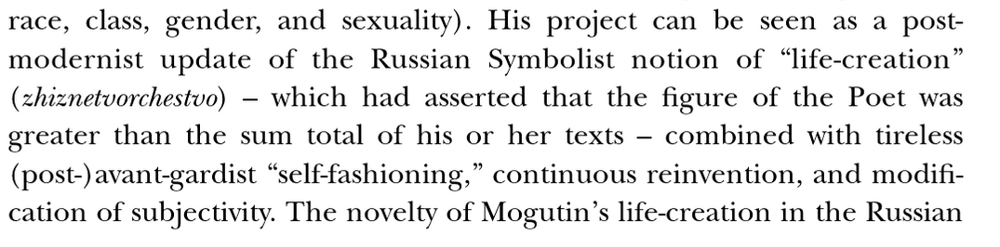 race, class, gender, and sexuality). His project can be seen as a post-
modernist update of the Russian Symbolist notion of “life-creation”
(zhiznetvorchestvo) – which had asserted that the figure of the Poet was
greater than the sum total of his or her texts – combined with tireless
(post-)avant-gardist “self-fashioning,” continuous reinvention, and modifi-
cation of subjectivity. The novelty of Mogutin’s life-creation in the Russian